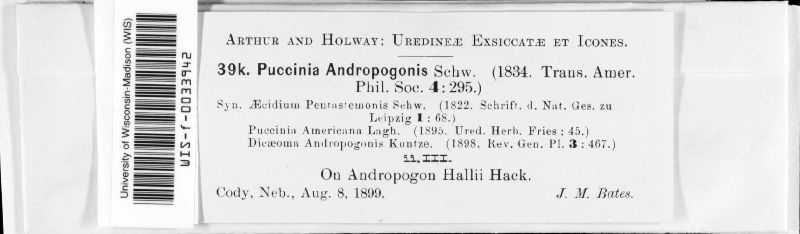 University of Wisconsin-Madison (WIS)
WIS-f-0033942
ARTHUR AND HOLWAY: UREDINEÆ EXSICCATÆ ET ICONES.
39k. Puccinia Andropogonis Schw. (1834. Trans. Amer.
Phil. Soc. 4: 295.)
Syn. Æcidium Pentastemonis Schw. (1822. Schrift. d. Nat. Ges. zu
Leipzig 1: 68.)
Puccinia Americana Lagh. (1895. Ured. Herb. Fries; 45.)
Dicæoma Andropogonis Kuntze. (1898. Rev. Gen. Pl. 3: 467.)
ii, III.
On Andropogon Hallii Hack.
Cody, Neb., Aug. 8, 1899. J. M. Bates.